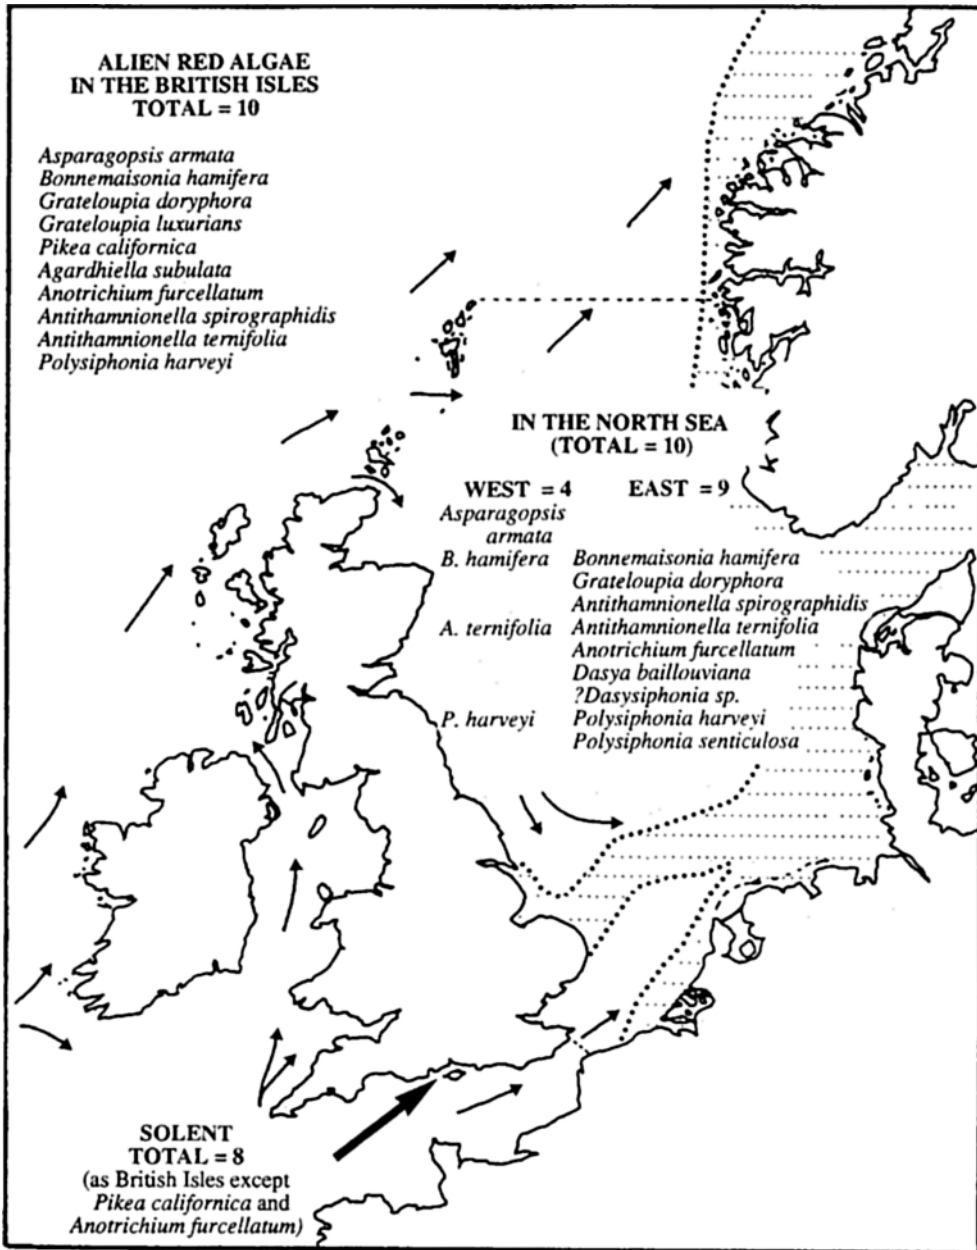 ALIEN RED ALGAE
IN THE BRITISH ISLES
TOTAL = 10
Asparagopsis armata
Bonnemaisonia hamifera
Grateloupia doryphora
Grateloupia luxurians
Pikea californica
Agardhiella subulata
Anotrichium furcellatum
Antithamnionella spirographidis
Antithamnionella ternifolia
Polysiphonia harveyi
IN THE NORTH SEA
(TOTAL = 10)
WEST = 4 EAST = 9
Asparagopsis
armata
B. hamifera Bonnemaisonia hamifera
Grateloupia doryphora
Antithamnionella spirographidis
A. ternifolia Antithamnionella ternifolia
Anotrichium furcellatum
Dasya baillouviana
?Dasysiphonia sp.
P. harveyi Polysiphonia harveyi
Polysiphonia senticulosa
SOLENT
TOTAL = 8
(as British Isles except
Pikea californica and
Anotrichium furcellatum)